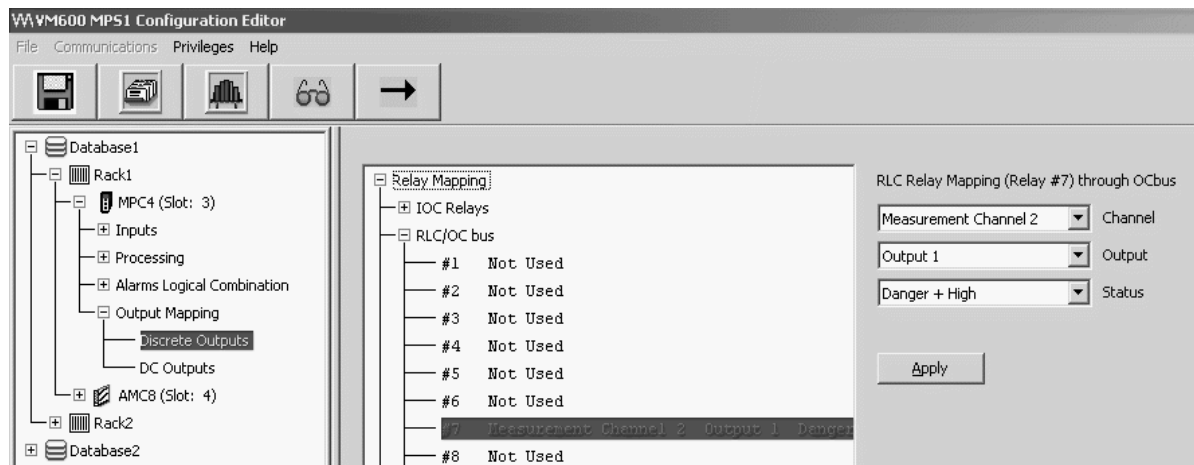 VM600 MPS1 Configuration Editor
File Communications Privileges Help
Database1
Rack1
MPC4 (Slot: 3)
Inputs
Processing
Alarms Logical Combination
Output Mapping
Discrete Outputs
DC Outputs
AMC8 (Slot: 4)
Rack2
Database2
Relay Mapping
IOC Relays
RLC/OC bus
#1 Not Used
#2 Not Used
#3 Not Used
#4 Not Used
#5 Not Used
#6 Not Used
#7 Measurement Channel 2 Output 1 Danger
#8 Not Used
RLC Relay Mapping (Relay #7) through OCbus
Measurement Channel 2 Channel
Output 1 Output
Danger + High Status
Apply